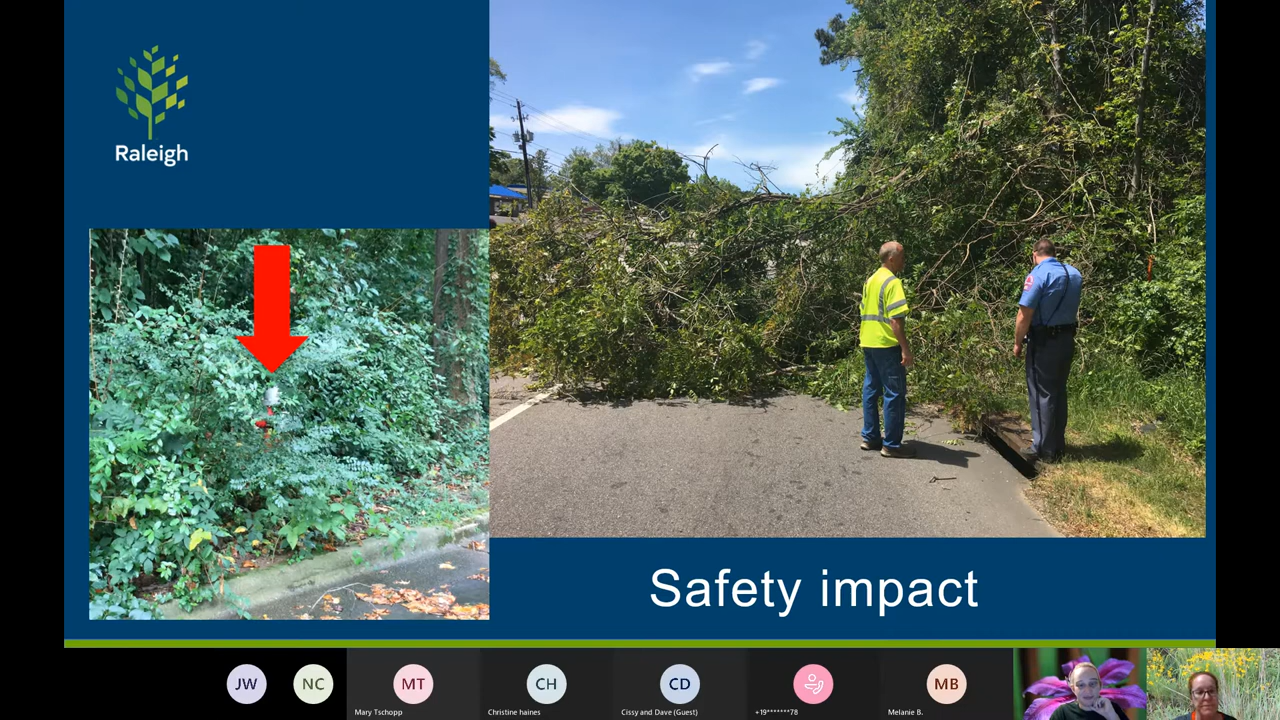 Raleigh
Safety impact
JW
NC
MT
CH
CD
MB
Mary Tschopp
Christine haines
Cissy and Dave (Guest)
+19*******78
Melanie B.